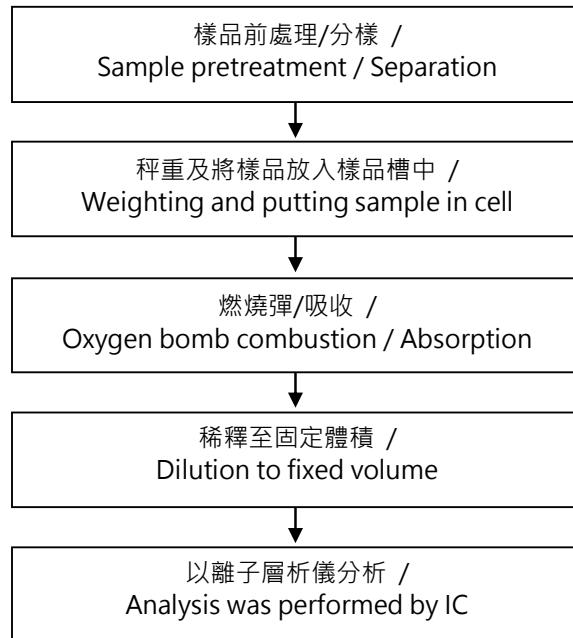 樣品前處理/分樣 /
Sample pretreatment / Separation
秤重及將樣品放入樣品槽中 /
Weighting and putting sample in cell
燃燒彈/吸收 /
Oxygen bomb combustion / Absorption
稀釋至固定體積 /
Dilution to fixed volume
以離子層析儀分析 /
Analysis was performed by IC